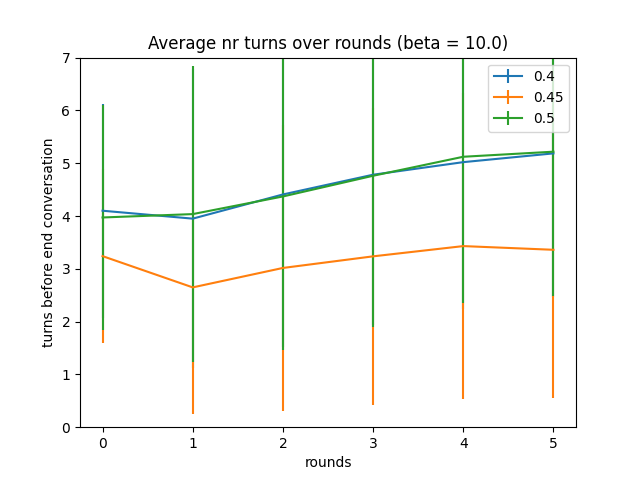 Average nr turns over rounds (beta = 10.0)
7
6
5
4
3
2
1
0
turns before end conversation
0.4
0.45
0.5
0 1 2 3 4 5
rounds